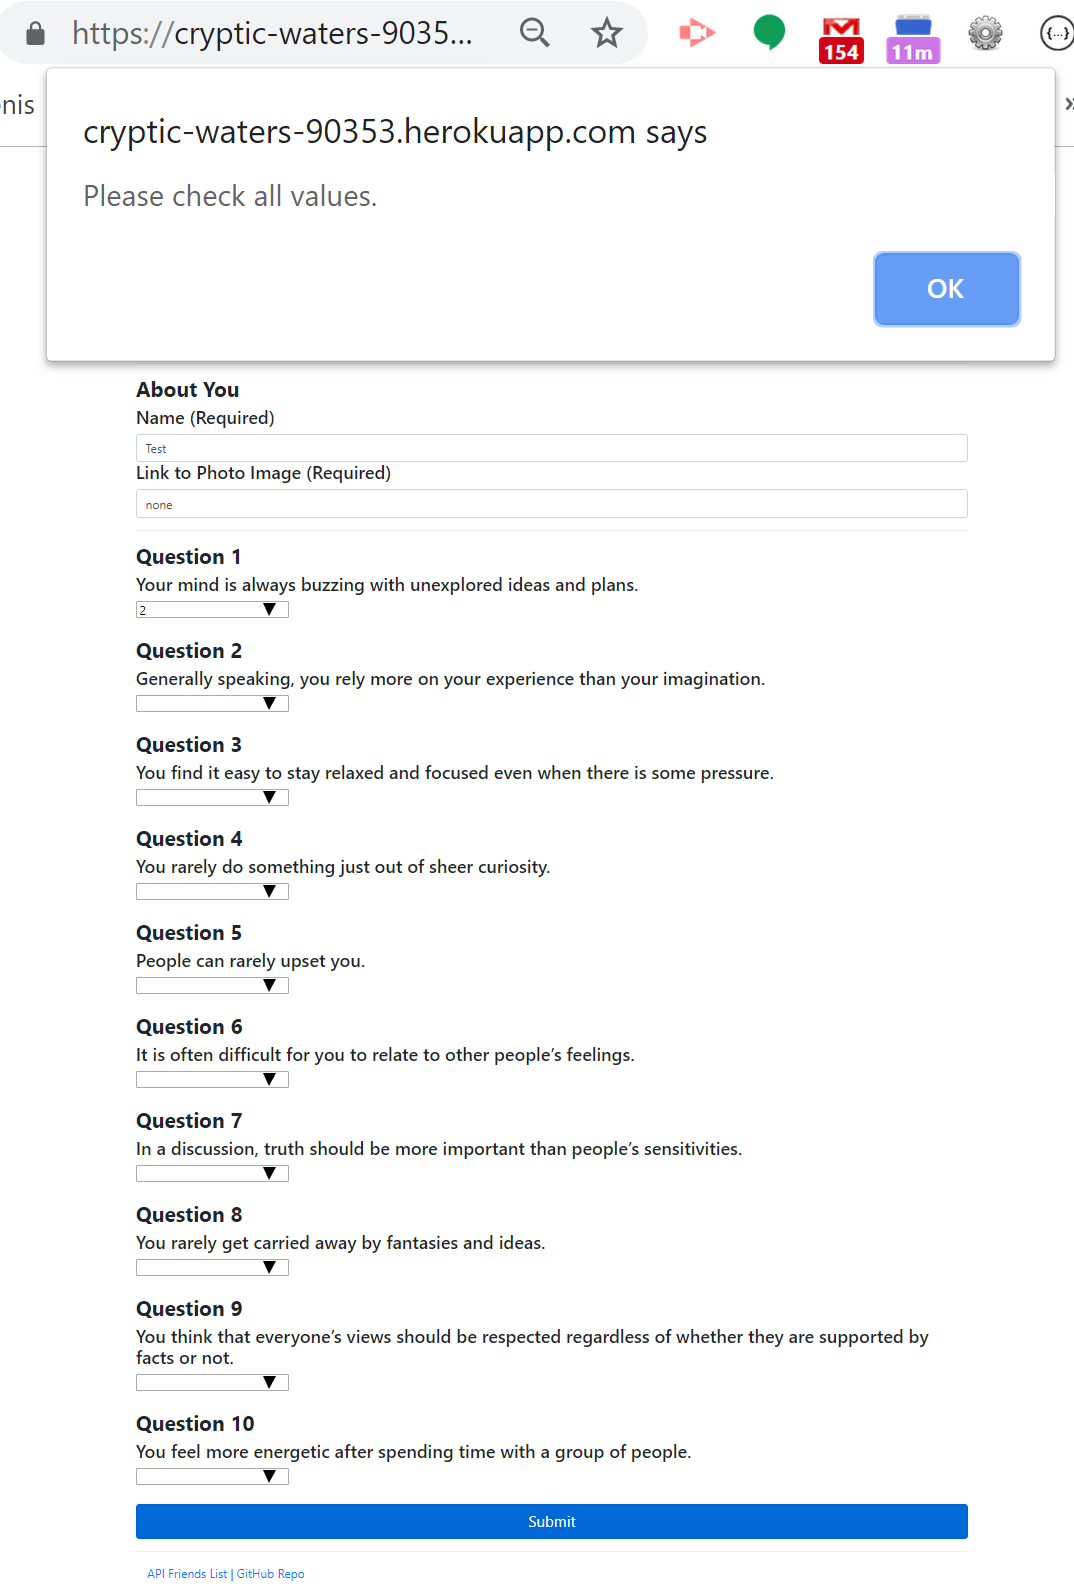 https://cryptic-waters-9035...
154
11m
{...}
nis
»
cryptic-waters-90353.herokuapp.com says
Please check all values.
OK
About You
Name (Required)
Test
Link to Photo Image (Required)
none
Question 1
Your mind is always buzzing with unexplored ideas and plans.
2
Question 2
Generally speaking, you rely more on your experience than your imagination.
Question 3
You find it easy to stay relaxed and focused even when there is some pressure.
Question 4
You rarely do something just out of sheer curiosity.
Question 5
People can rarely upset you.
Question 6
It is often difficult for you to relate to other people’s feelings.
Question 7
In a discussion, truth should be more important than people’s sensitivities.
Question 8
You rarely get carried away by fantasies and ideas.
Question 9
You think that everyone’s views should be respected regardless of whether they are supported by
facts or not.
Question 10
You feel more energetic after spending time with a group of people.
Submit
API Friends List | GitHub Repo